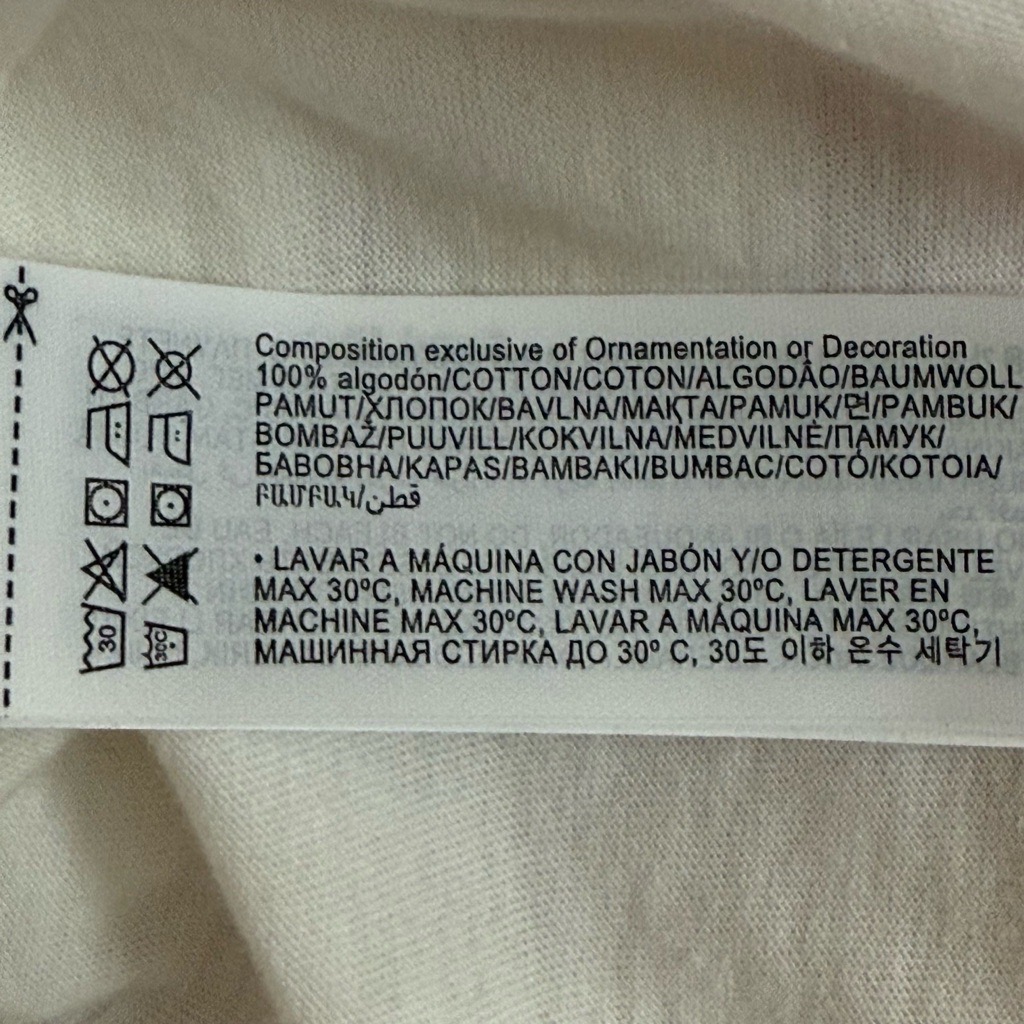 Composition exclusive of Ornamentation or Decoration
100% algodón/COTTON/COTON/ALGODÃO/BAUMWOLL
PAMUT/ХЛОПОК/BAVLNA/МАҚТА/PAMUK/면/PAMBUK/
BOMBAŽ/PUUVILL/KOKVILNA/MEDVILNĖ/ПАМУК/
БАВОВНА/KAPAS/BAMBAKI/BUMBAC/COTÓ/KOTOIA/
ԲԱՄԲԱԿ/قطن
• LAVAR A MÁQUINA CON JABÓN Y/O DETERGENTE
MAX 30ºC, MACHINE WASH MAX 30ºC, LAVER EN
MACHINE MAX 30ºC, LAVAR A MÁQUINA MAX 30ºC,
МАШИННАЯ СТИРКА ДО 30º C, 30도 이하 온수 세탁기
30
30C